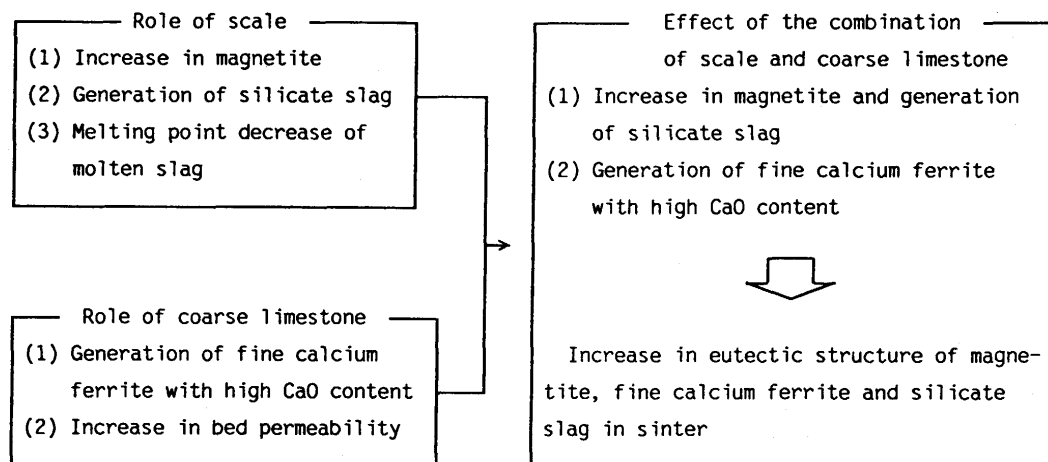 Role of scale
(1) Increase in magnetite
(2) Generation of silicate slag
(3) Melting point decrease of
molten slag
Role of coarse limestone
(1) Generation of fine calcium
ferrite with high CaO content
(2) Increase in bed permeability
Effect of the combination
of scale and coarse limestone
(1) Increase in magnetite and generation
of silicate slag
(2) Generation of fine calcium ferrite
with high CaO content
Increase in eutectic structure of magne-
tite, fine calcium ferrite and silicate
slag in sinter